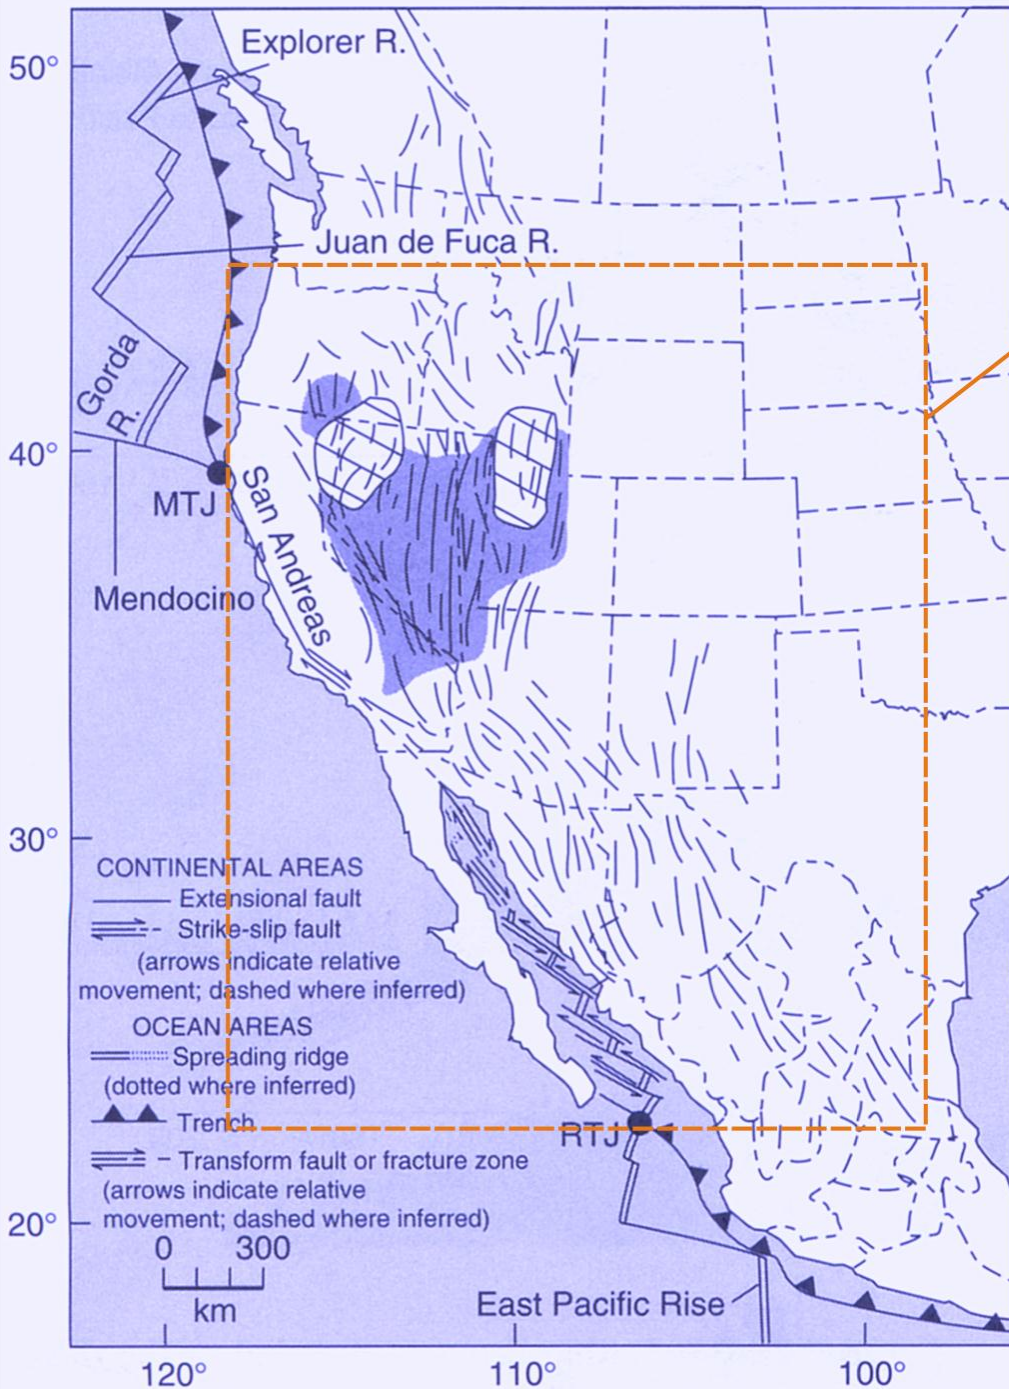 Explorer R.
50°
Juan de Fuca R.
Gorda
R.
40°
MTJ
San Andreas
Mendocino
30°
CONTINENTAL AREAS
Extensional fault
Strike-slip fault
(arrows indicate relative
movement; dashed where inferred)
OCEAN AREAS
Spreading ridge
(dotted where inferred)
Trench
RTJ
Transform fault or fracture zone
(arrows indicate relative
movement; dashed where inferred)
20°
0 300
km
East Pacific Rise
120° 110° 100°